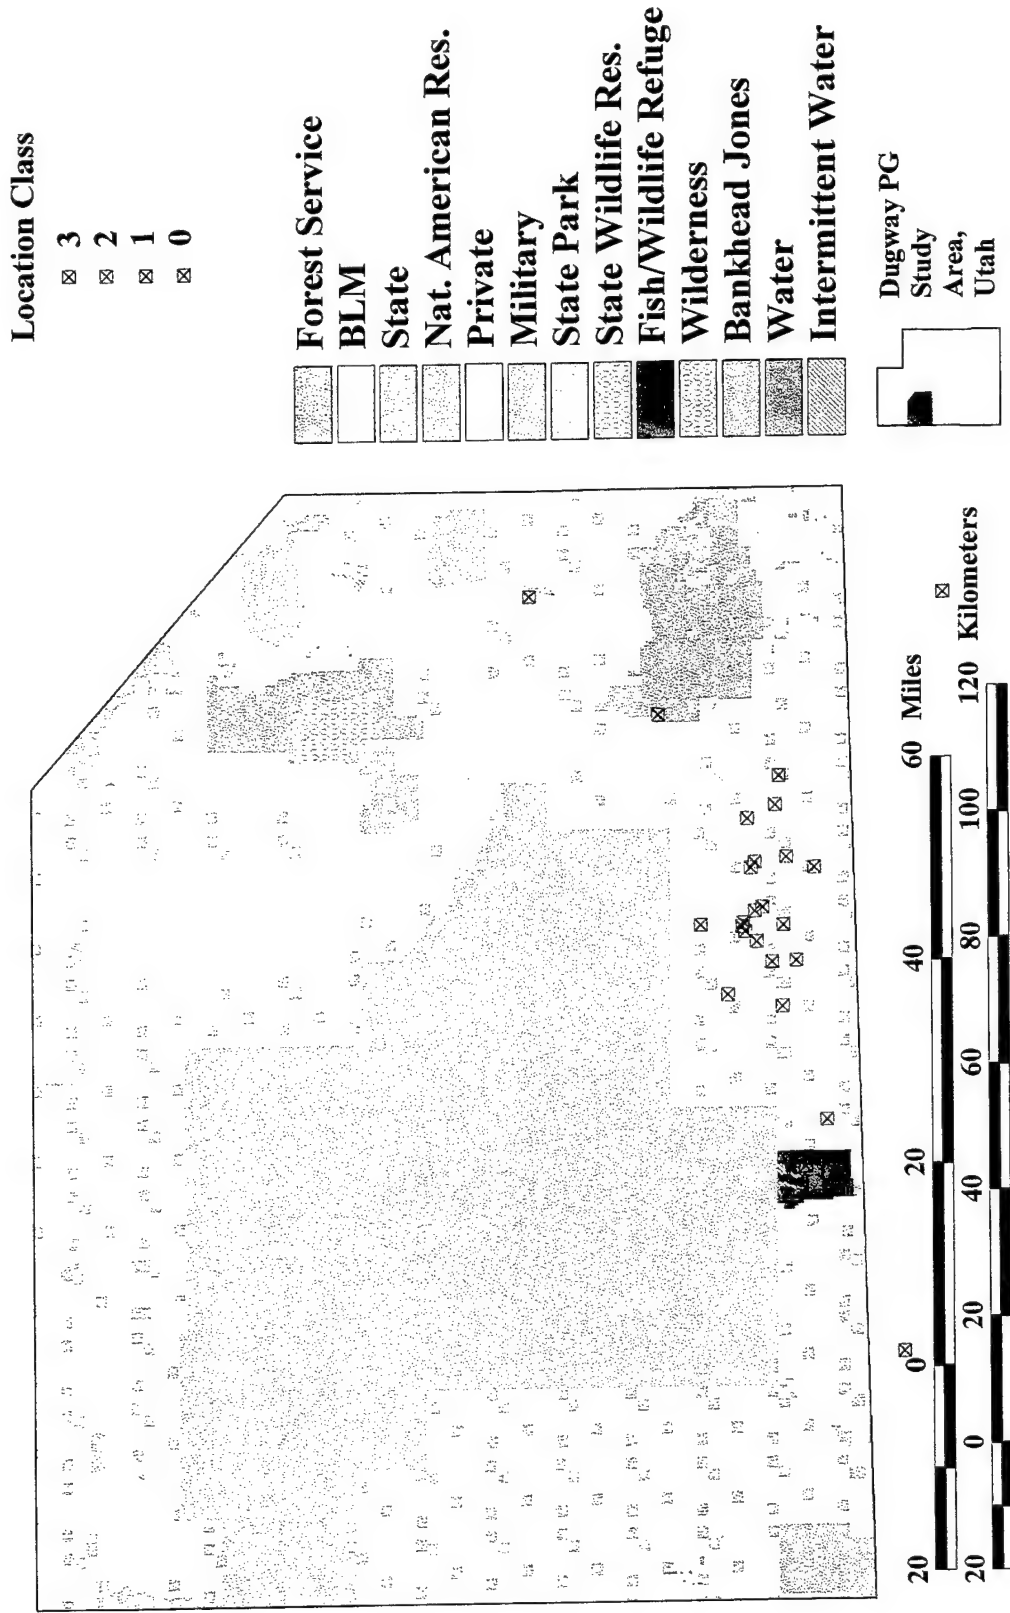 Location Class
3
2
1
0
Forest Service
BLM
State
Nat. American Res.
Private
Military
State Park
State Wildlife Res.
Fish/Wildlife Refuge
Wilderness
Bankhead Jones
Water
Intermittent Water
Dugway PG
Study
Area,
Utah
20 0 20 40 60 Miles
20 0 20 40 60 80 100 120 Kilometers